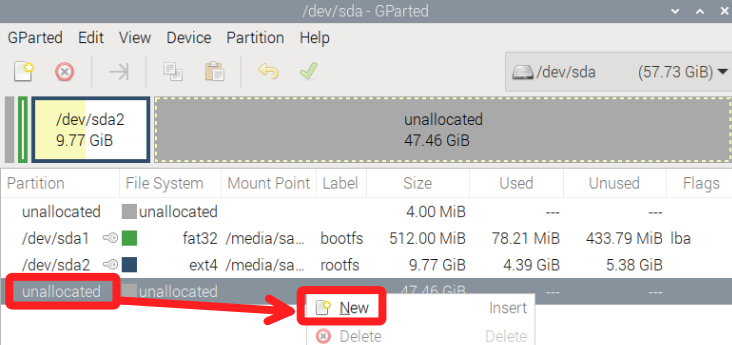 /dev/sda - GParted
GParted Edit View Device Partition Help
/dev/sda (57.73 GiB)
/dev/sda2 unallocated
9.77 GiB 47.46 GiB
Partition File System Mount Point Label Size Used Unused Flags
unallocated unallocated 4.00 MiB --- ---
/dev/sda1 fat32 /media/sa... bootfs 512.00 MiB 78.21 MiB 433.79 MiB lba
/dev/sda2 ext4 /media/sa... rootfs 9.77 GiB 4.39 GiB 5.38 GiB
unallocated unallocated 47.46 GiB --- ---
New Insert
Delete Delete